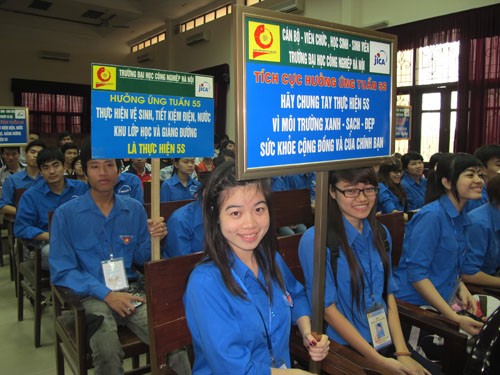 TRƯỜNG ĐẠI HỌC CÔNG NGHIỆP HÀ NỘI
JICA
HƯỞNG ỨNG TUẦN 5S
THỰC HIỆN VỆ SINH, TIẾT KIỆM ĐIỆN, NƯỚC
KHU LỚP HỌC VÀ GIẢNG ĐƯỜNG
LÀ THỰC HIỆN 5S
CÁN BỘ - VIÊN CHỨC, HỌC SINH - SINH VIÊN
TRƯỜNG ĐẠI HỌC CÔNG NGHIỆP HÀ NỘI
JICA
TÍCH CỰC HƯỞNG ỨNG TUẦN 5S
HÃY CHUNG TAY THỰC HIỆN 5S
VÌ MÔI TRƯỜNG XANH - SẠCH - ĐẸP
SỨC KHỎE CỘNG ĐỒNG VÀ CỦA CHÍNH BẠN